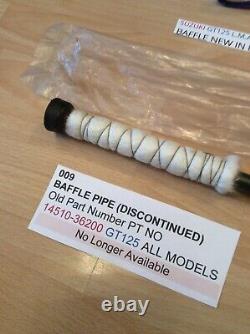 SUZUKI GT125 L.M.A
BAFFLE NEW IN
009
BAFFLE PIPE (DISCONTINUED)
Old Part Number PT NO
14510-36200 GT125 ALL MODELS
No Longer Available